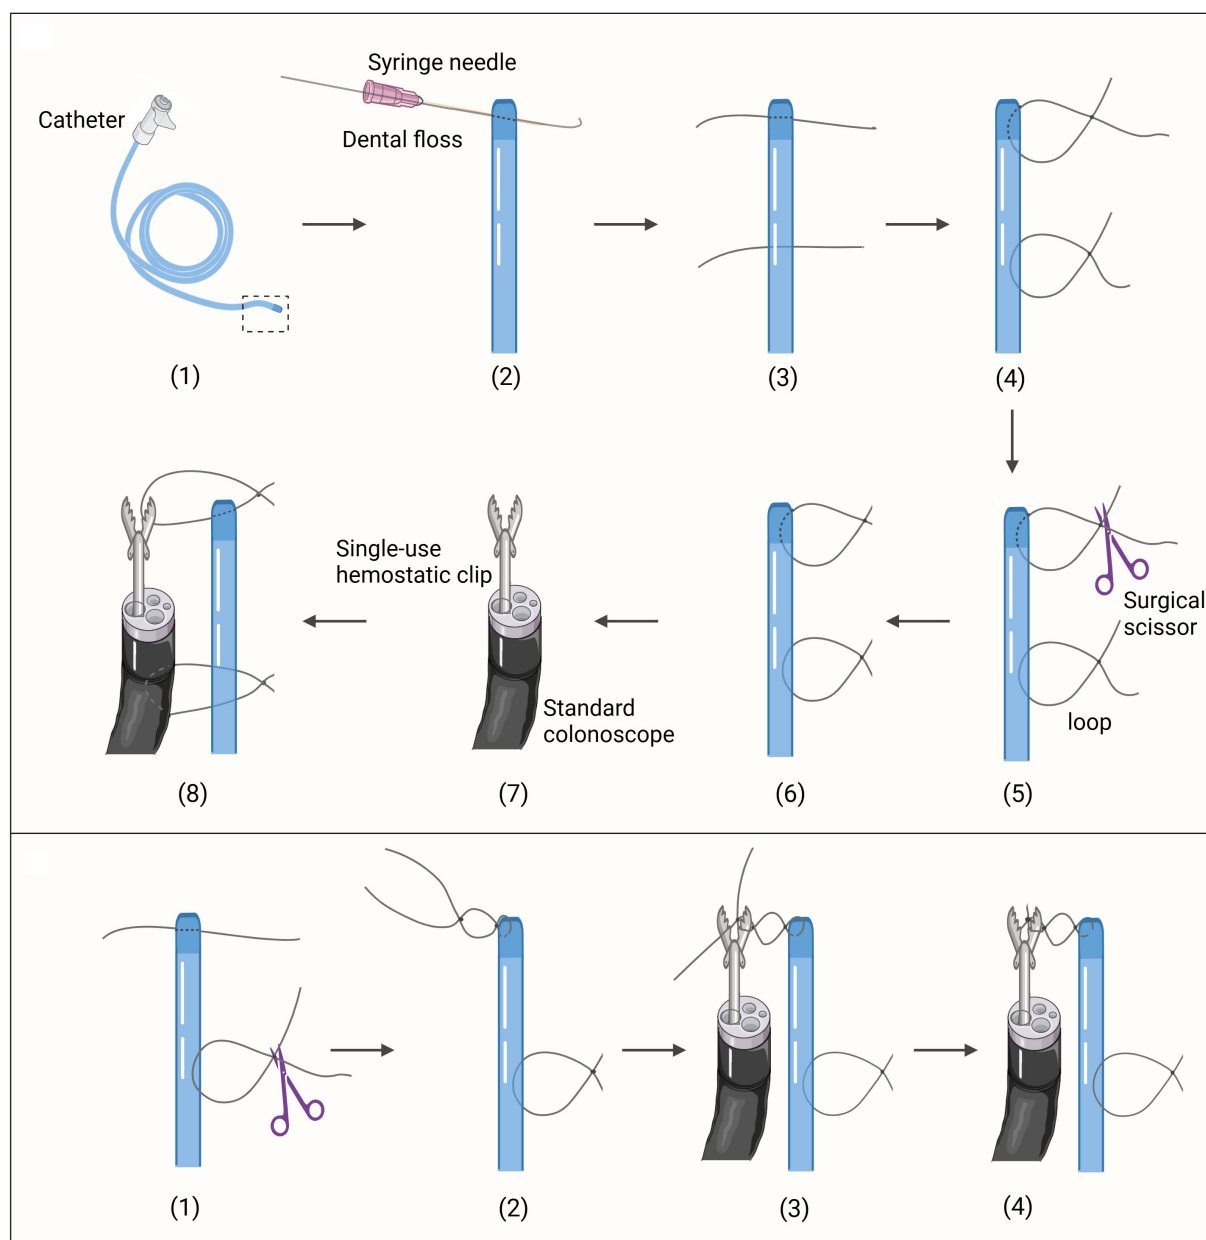 Syringe needle
Catheter
Dental floss
(1)
(2)
(3)
(4)
Single-use
hemostatic clip
Surgical
scissor
Standard
colonoscope
loop
(8)
(7)
(6)
(5)
(1)
(2)
(3)
(4)